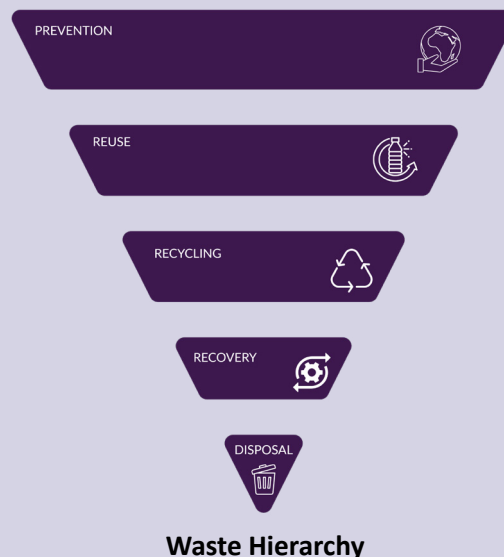 PREVENTION
REUSE
RECYCLING
RECOVERY
DISPOSAL
Waste Hierarchy